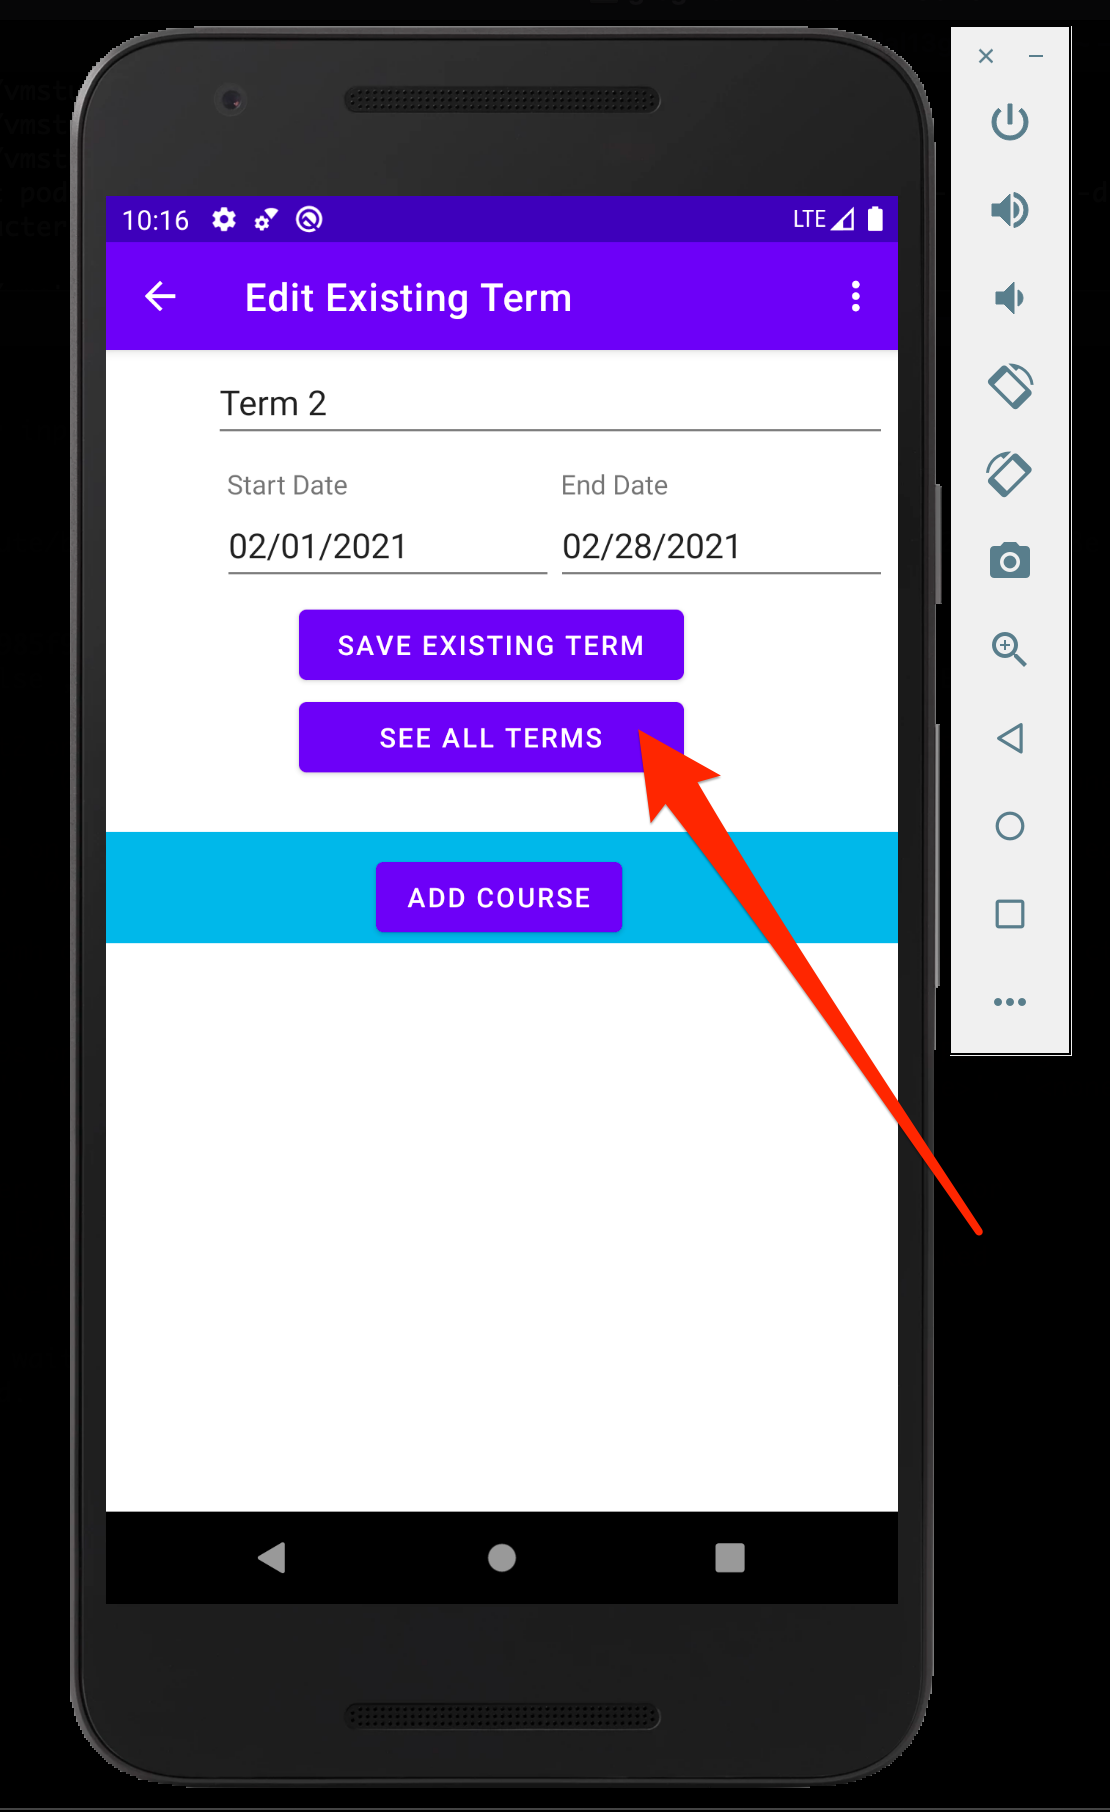 10:16 LTE
Edit Existing Term
Term 2
Start Date End Date
02/01/2021 02/28/2021
SAVE EXISTING TERM
SEE ALL TERMS
ADD COURSE